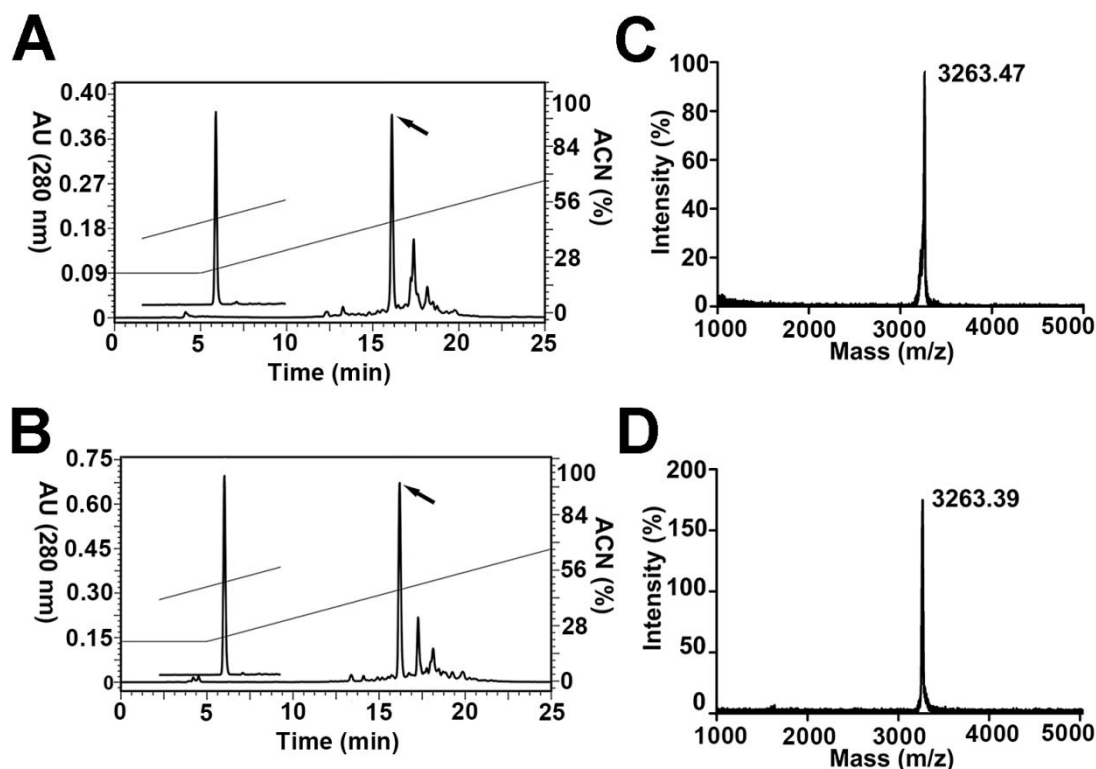 A
0.40
0.36
0.27
0.18
0.09
0
AU (280 nm)
100
84
56
28
0
ACN (%)
0 5 10 15 20 25
Time (min)
C
3263.47
100
80
60
40
20
0
Intensity (%)
1000 2000 3000 4000 5000
Mass (m/z)
B
0.75
0.60
0.45
0.30
0.15
0
AU (280 nm)
100
84
56
28
0
ACN (%)
0 5 10 15 20 25
Time (min)
D
3263.39
200
150
100
50
0
Intensity (%)
1000 2000 3000 4000 5000
Mass (m/z)